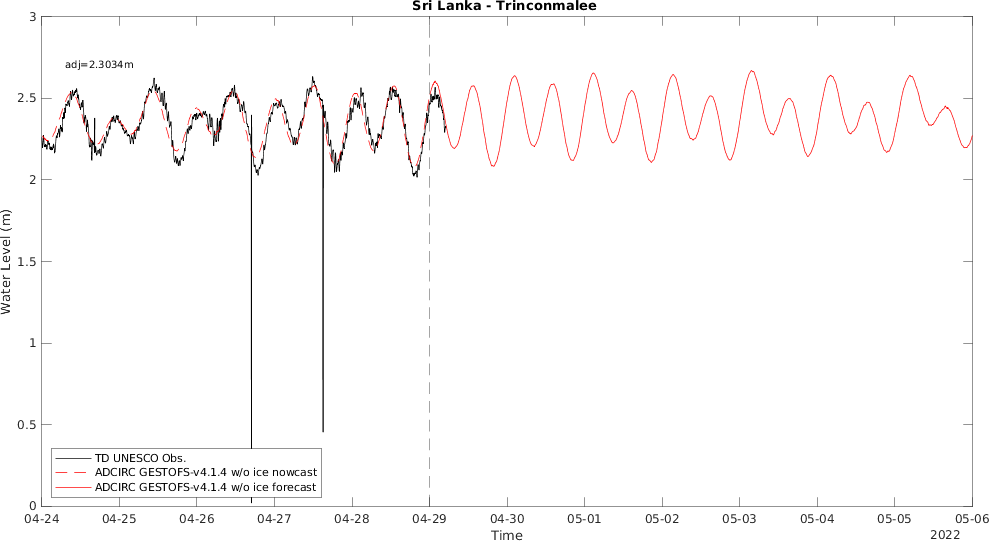 Sri Lanka - Trinconmalee
adj=2.3034m
3
2.5
2
1.5
1
0.5
0
Water Level (m)
TD UNESCO Obs.
ADCIRC GESTOFS-v4.1.4 w/o ice nowcast
ADCIRC GESTOFS-v4.1.4 w/o ice forecast
04-24 04-25 04-26 04-27 04-28 04-29 04-30 05-01 05-02 05-03 05-04 05-05 05-06
Time
2022